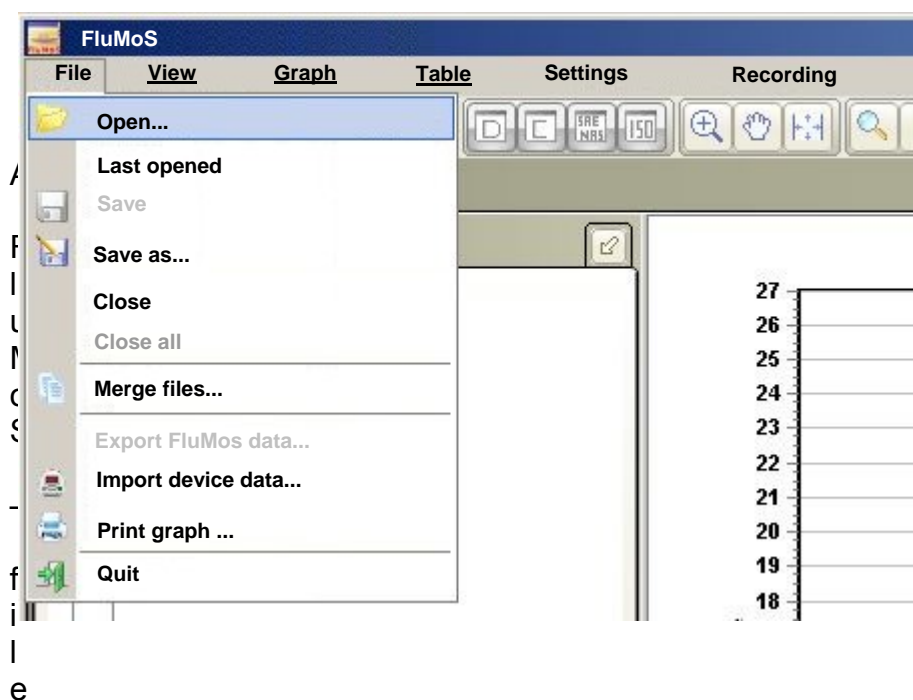 FluMoS
File View Graph Table Settings Recording
Open...
D C SAE NAS ISO
Last opened
Save
Save as...
Close
Close all
Merge files...
Export FluMos data...
Import device data...
Print graph ...
Quit
27
26
25
24
23
22
21
20
19
18
A
F
l
u
M
o
S
–
f
i
l
e